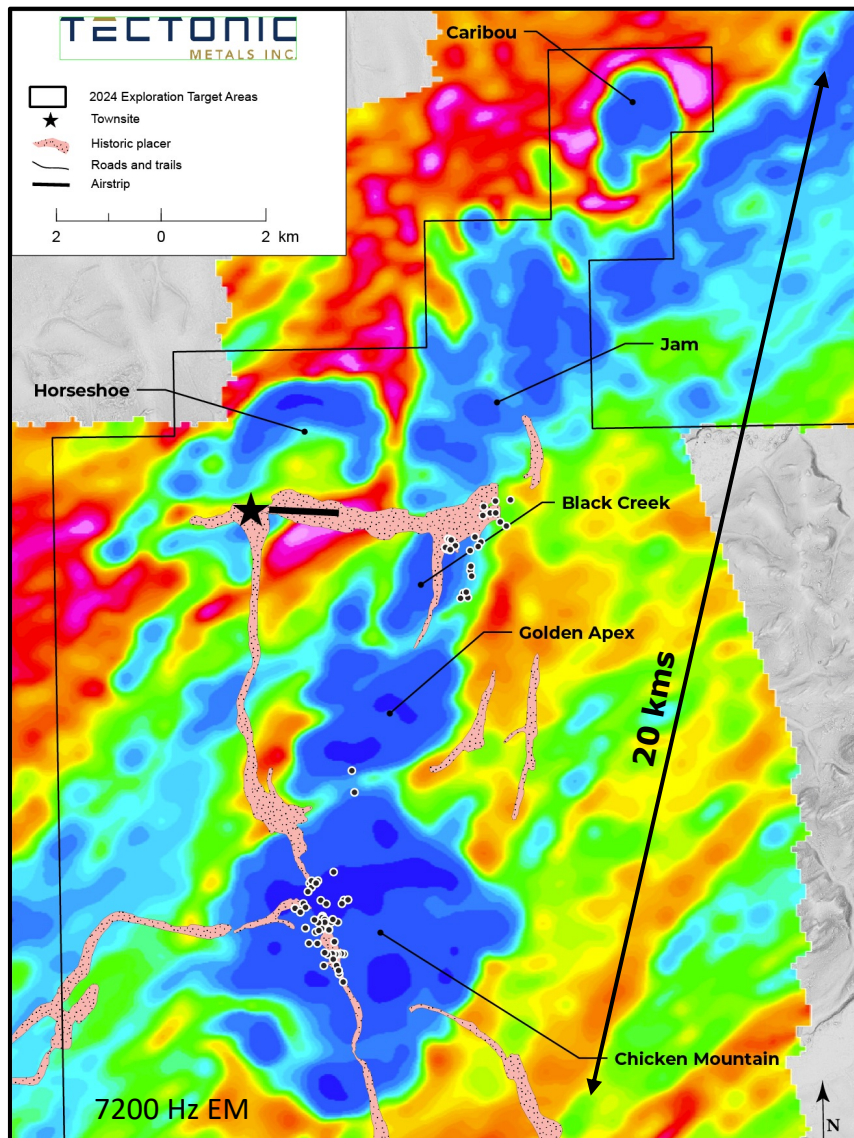 TECTONIC
METALS INC.
2024 Exploration Target Areas
Townsite
Historic placer
Roads and trails
Airstrip
2 0 2 km
Caribou
Jam
Horseshoe
Black Creek
Golden Apex
20 kms
Chicken Mountain
7200 Hz EM
N